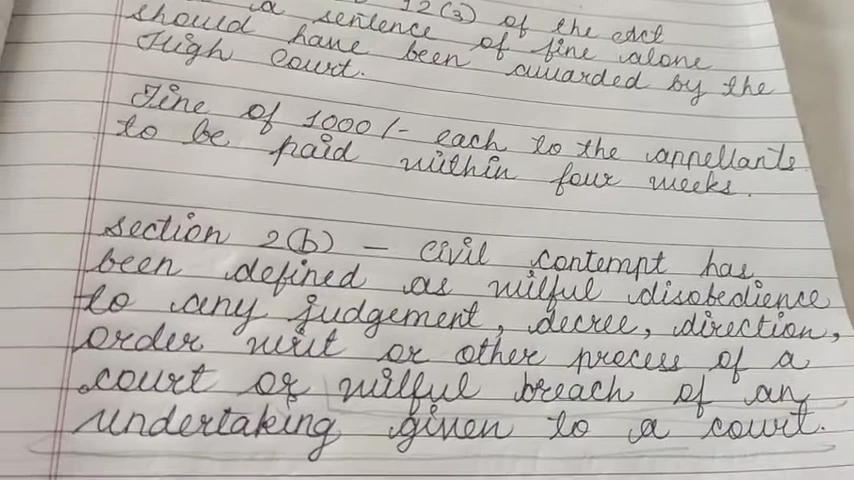 a 12(3) of the act
should have sentence of fine alone
High Court. been awarded by the
Fine of 1000/- each to the appellants
to be paid within four weeks.
section 2(b) – civil contempt has
been defined as wilful disobedience
to any judgement, decree, direction,
order writ or other process of a
court or wilful breach of an
undertaking given to a court.